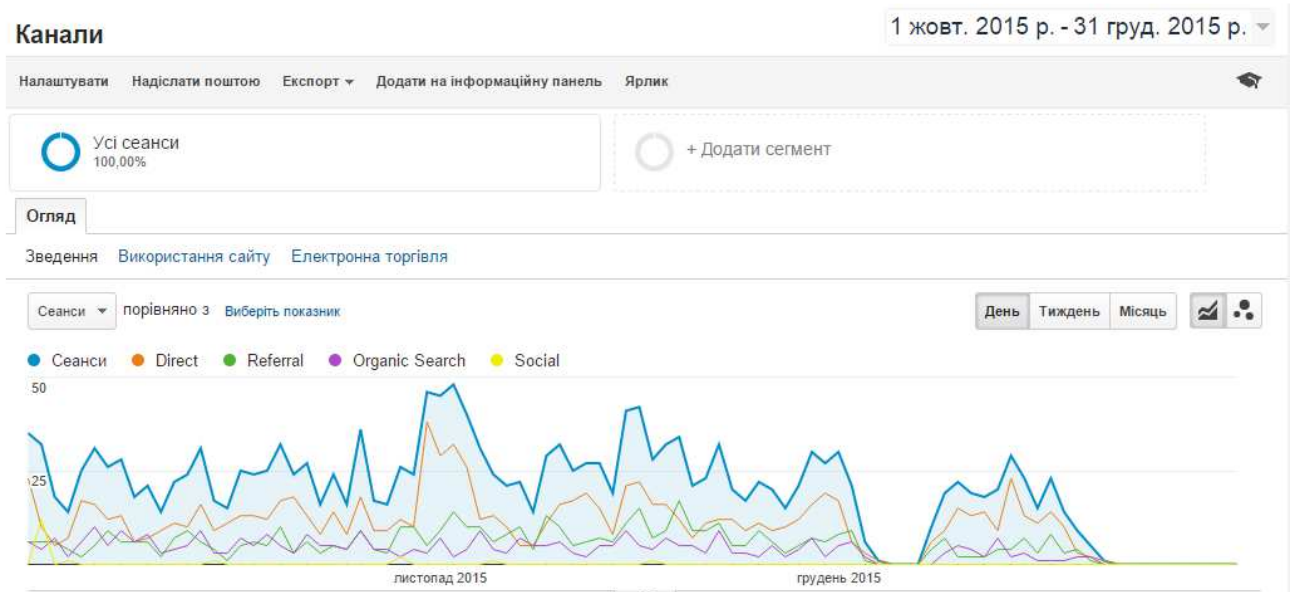 Канали
1 жовт. 2015 р. - 31 груд. 2015 р.
Налаштувати Надіслати поштою Експорт Додати на інформаційну панель Ярлик
Усі сеанси
100,00%
+ Додати сегмент
Огляд
Зведення Використання сайту Електронна торгівля
Сеанси порівняно з Виберіть показник
День Тиждень Місяць
Сеанси Direct Referral Organic Search Social
50
25
листопад 2015 грудень 2015